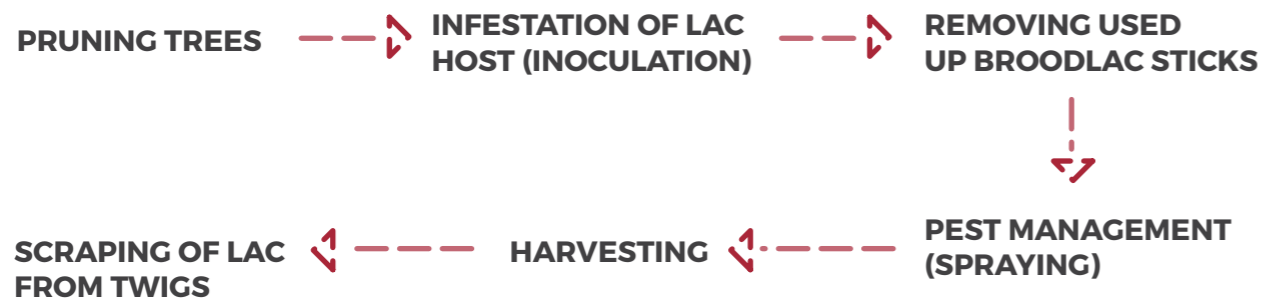 PRUNING TREES
INFESTATION OF LAC
HOST (INOCULATION)
REMOVING USED
UP BROODLAC STICKS
PEST MANAGEMENT
(SPRAYING)
HARVESTING
SCRAPING OF LAC
FROM TWIGS